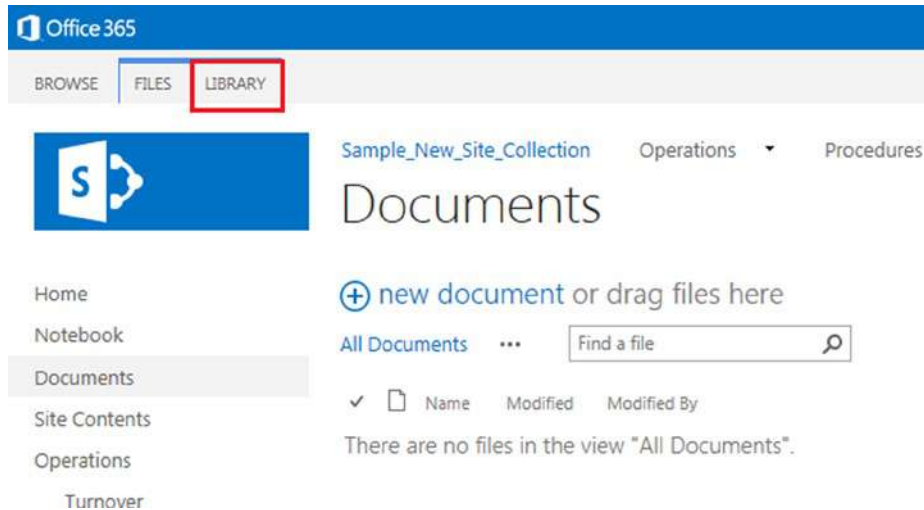 Office 365
BROWSE FILES LIBRARY
S
Sample_New_Site_Collection Operations Procedures
Documents
Home
Notebook
Documents
Site Contents
Operations
Turnover
new document or drag files here
All Documents ... Find a file
Name Modified Modified By
There are no files in the view "All Documents".